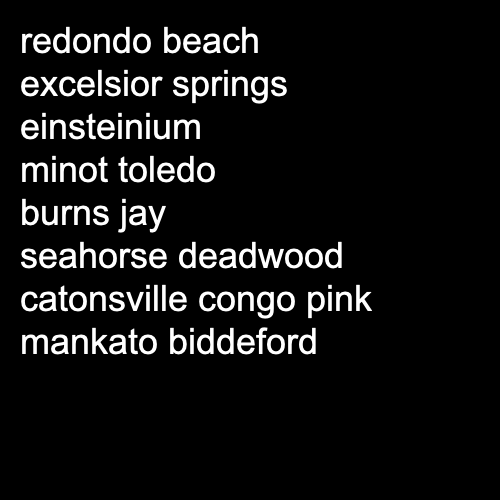 redondo beach
excelsior springs
einsteinium
minot toledo
burns jay
seahorse deadwood
catonsville congo pink
mankato biddeford